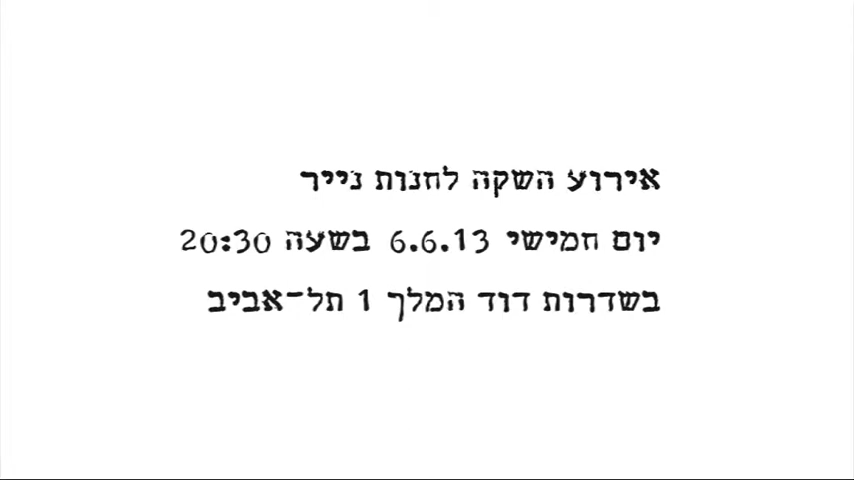 אירוע השקה לחנות נייר
יום חמישי 6.6.13 בשעה 20:30
בשדרות דוד המלך 1 תל־אביב